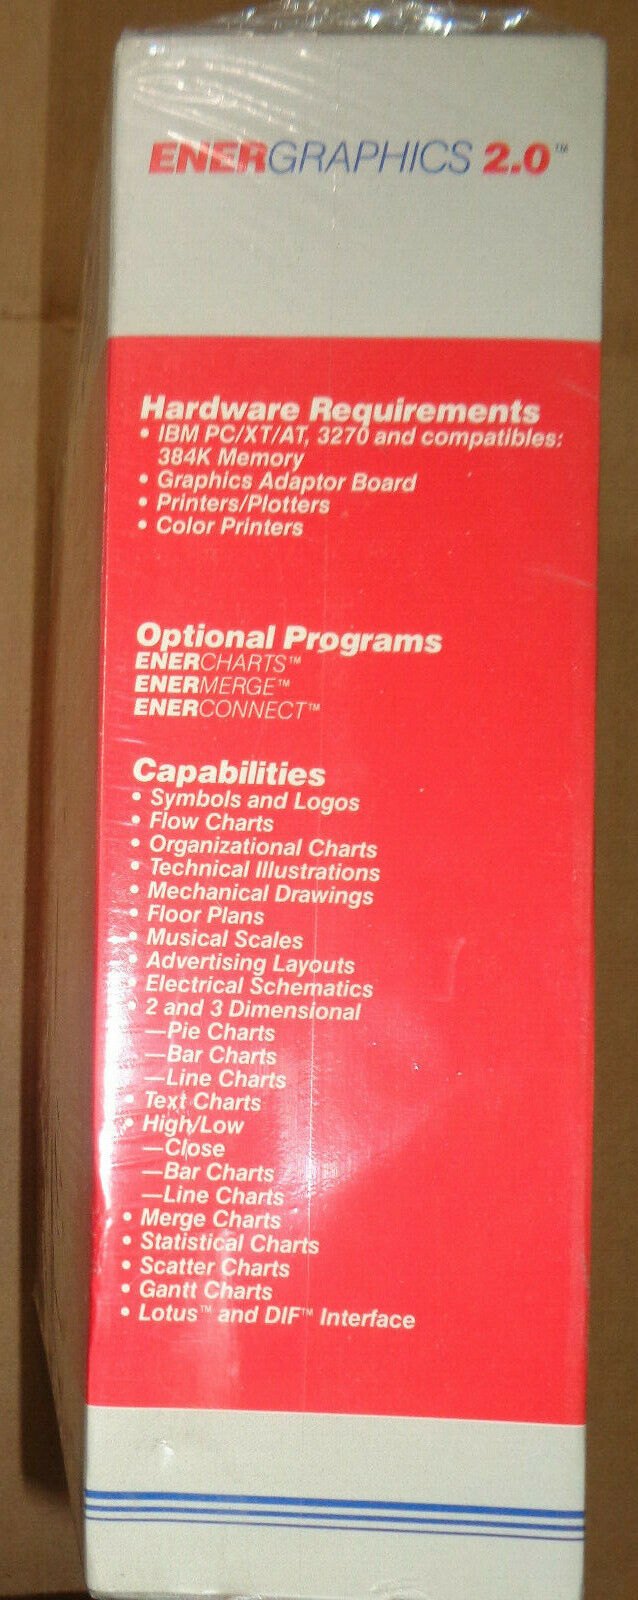 ENERGRAPHICS 2.0™
Hardware Requirements
• IBM PC/XT/AT, 3270 and compatibles:
384K Memory
• Graphics Adaptor Board
• Printers/Plotters
• Color Printers
Optional Programs
ENERCHARTS™
ENERMERGE™
ENERCONNECT™
Capabilities
• Symbols and Logos
• Flow Charts
• Organizational Charts
• Technical Illustrations
• Mechanical Drawings
• Floor Plans
• Musical Scales
• Advertising Layouts
• Electrical Schematics
• 2 and 3 Dimensional
—Pie Charts
—Bar Charts
—Line Charts
• Text Charts
• High/Low
—Close
—Bar Charts
—Line Charts
• Merge Charts
• Statistical Charts
• Scatter Charts
• Gantt Charts
• Lotus™ and DIF™ Interface